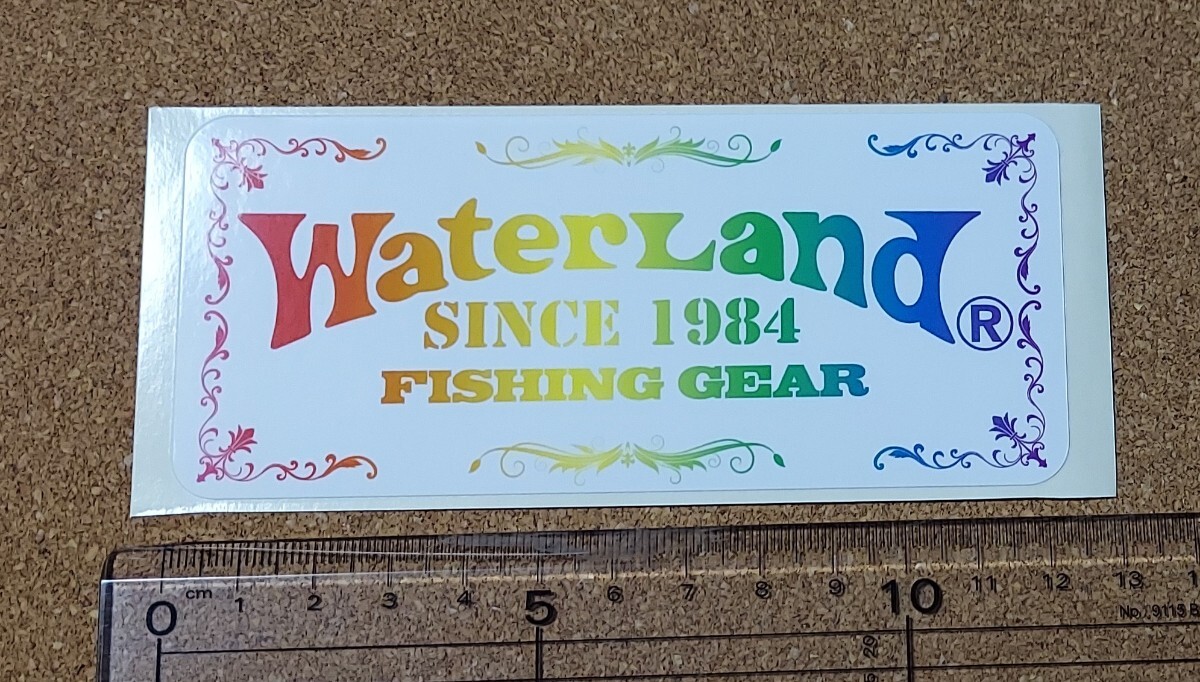 WaterLand®
SINCE 1984
FISHING GEAR
0 cm 1 2 3 4 5 6 7 8 9 10 11 12 13
20